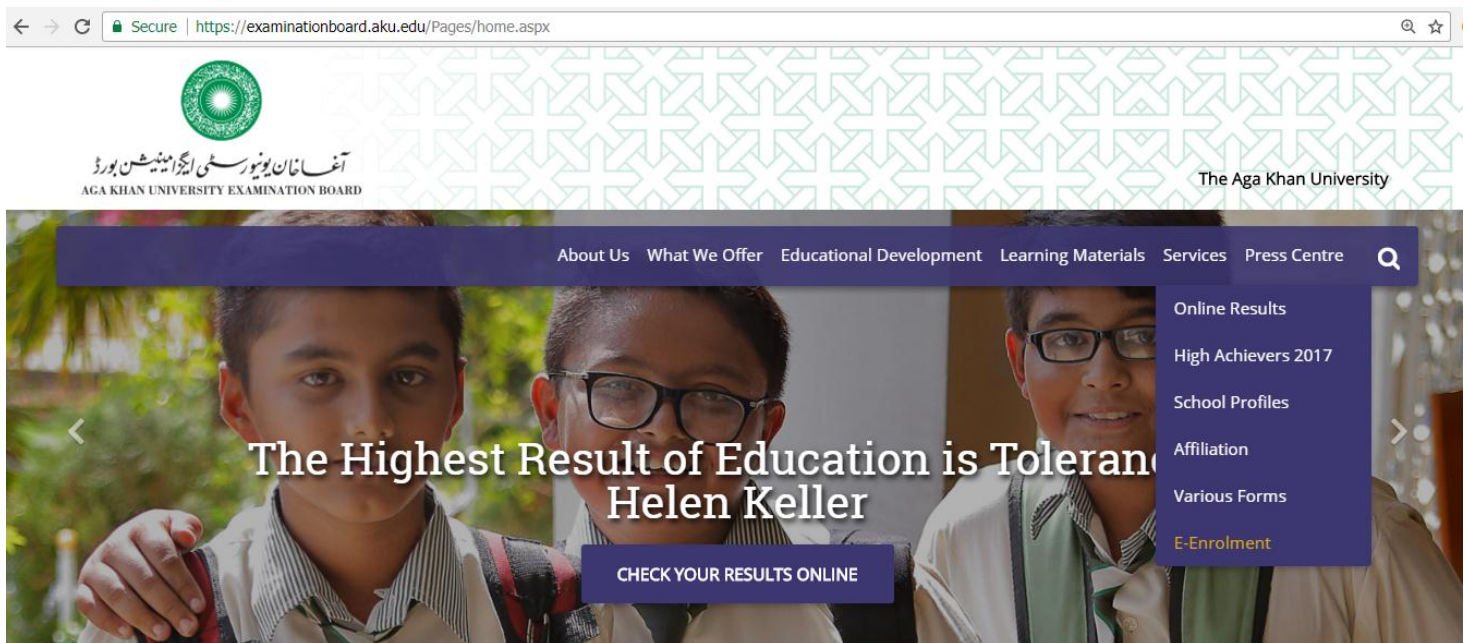 Secure | https://examinationboard.aku.edu/Pages/home.aspx
آغا خان یونیورسٹی ایگزامینیشن بورڈ
AGA KHAN UNIVERSITY EXAMINATION BOARD
The Aga Khan University
About Us What We Offer Educational Development Learning Materials Services Press Centre
Online Results
High Achievers 2017
School Profiles
Affiliation
Various Forms
E-Enrolment
The Highest Result of Education is
Helen Keller
CHECK YOUR RESULTS ONLINE